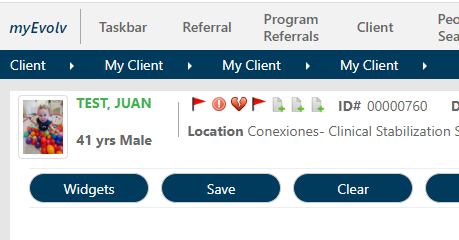 myEvolv Taskbar Referral Program Referrals Client Peo Sea
Client My Client My Client My Client
TEST, JUAN ID# 00000760 D
41 yrs Male Location Conexiones- Clinical Stabilization S
Widgets Save Clear